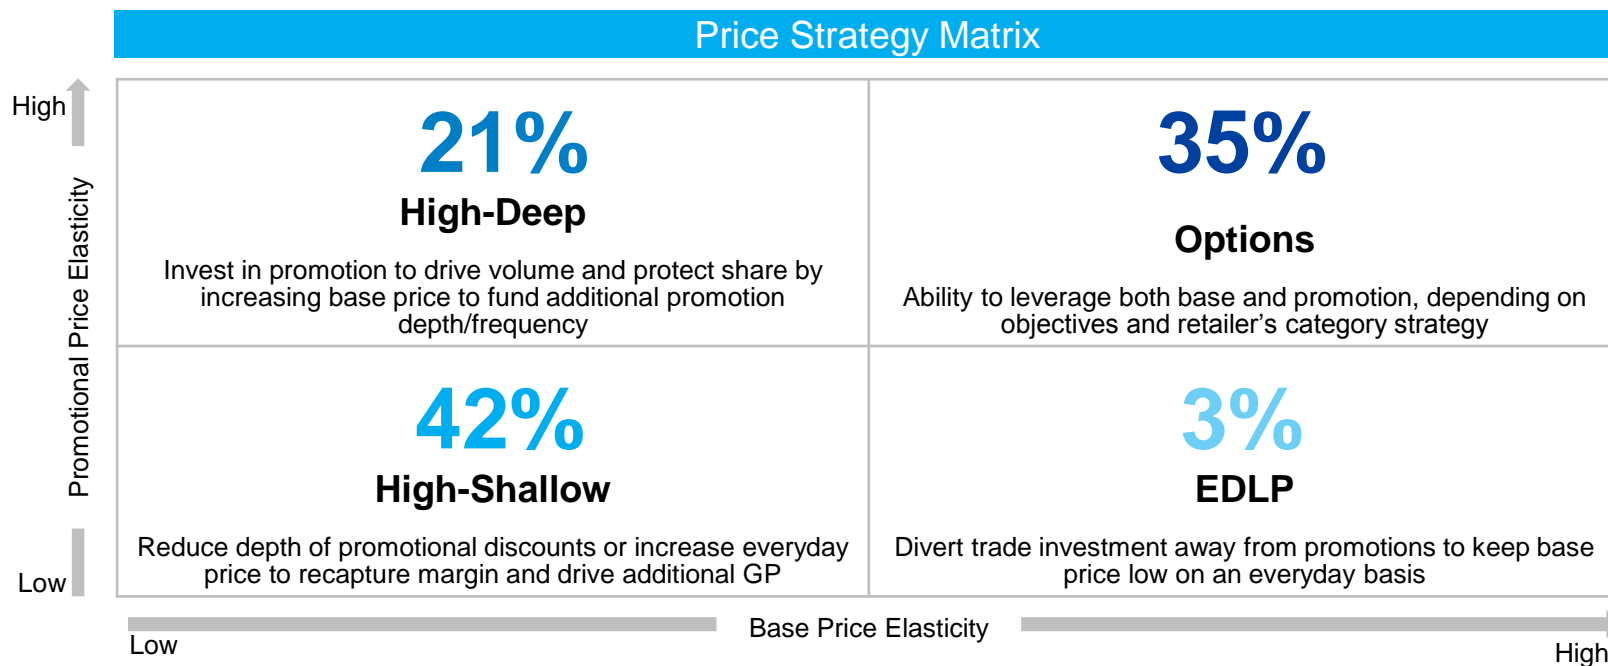 Price Strategy Matrix
High
Promotional Price Elasticity
Low
21%
High-Deep
Invest in promotion to drive volume and protect share by
increasing base price to fund additional promotion
depth/frequency
35%
Options
Ability to leverage both base and promotion, depending on
objectives and retailer’s category strategy
42%
High-Shallow
Reduce depth of promotional discounts or increase everyday
price to recapture margin and drive additional GP
3%
EDLP
Divert trade investment away from promotions to keep base
price low on an everyday basis
Low
Base Price Elasticity
High